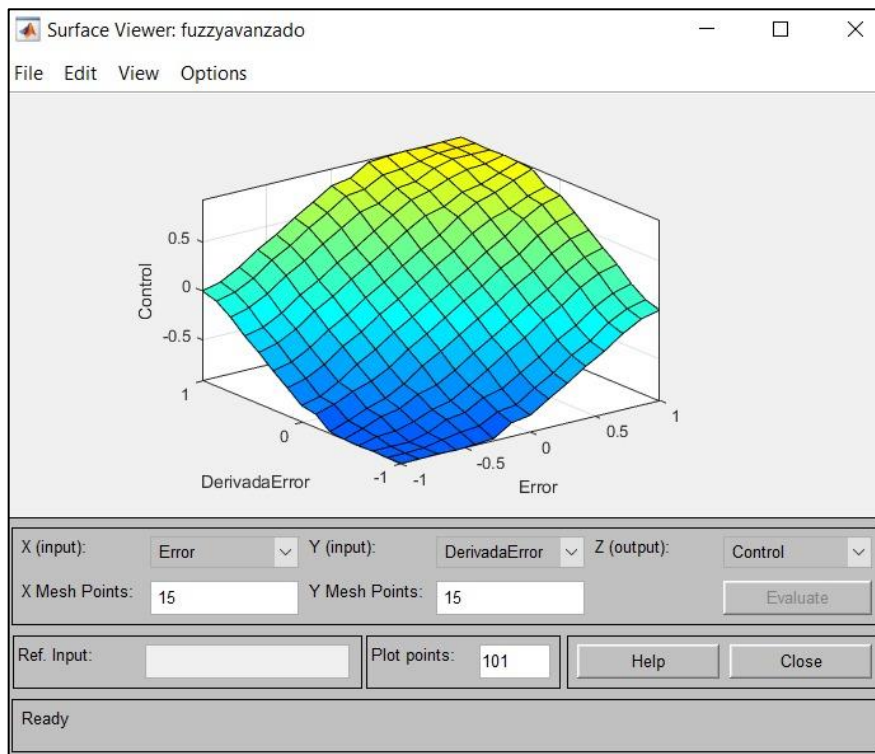 Surface Viewer: fuzzyavanzado
File Edit View Options
0.5
0
-0.5
Control
1
0
-1
DerivadaError
-1
-0.5
0
0.5
1
Error
X (input): Error Y (input): DerivadaError Z (output): Control
X Mesh Points: 15 Y Mesh Points: 15 Evaluate
Ref. Input: Plot points: 101 Help Close
Ready